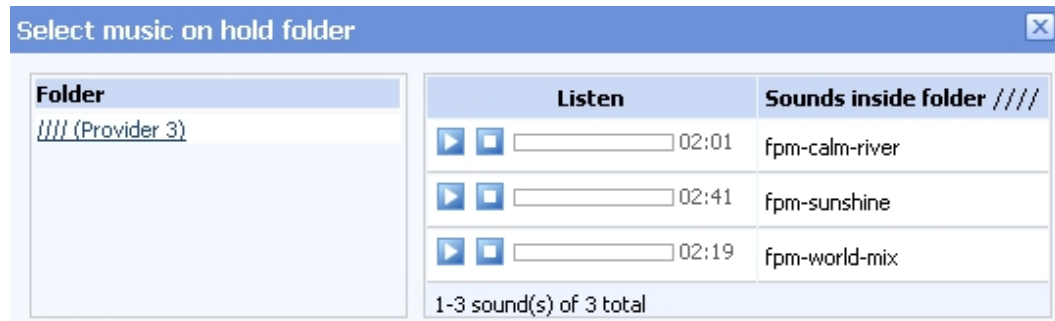 Select music on hold folder
Folder
//// (Provider 3)
Listen Sounds inside folder ////
02:01 fpm-calm-river
02:41 fpm-sunshine
02:19 fpm-world-mix
1-3 sound(s) of 3 total